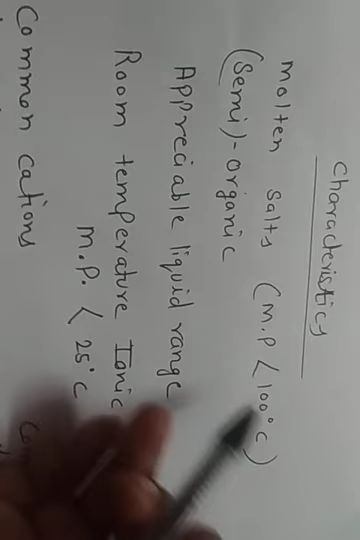 Characteristics
molten salts (M.P < 100°C)
(Semi)-organic
Appreciable liquid range
Room temperature Ionic
M.P. < 25°C
Common cations